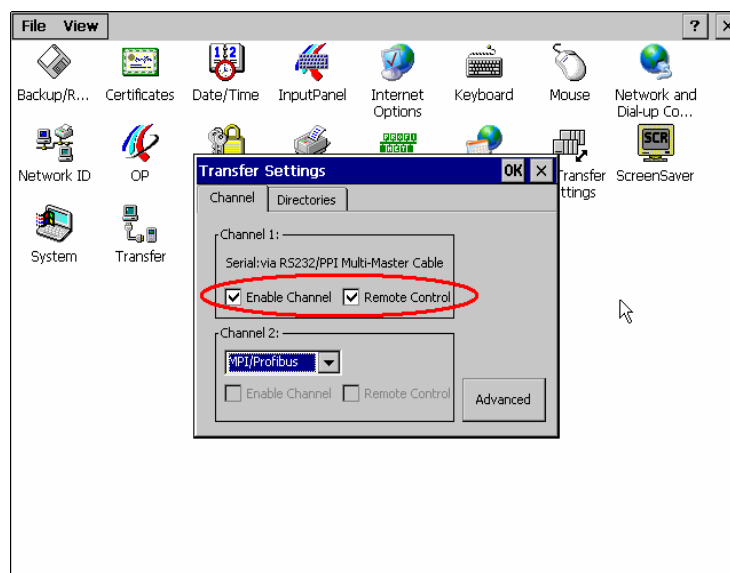 File View ? ×
Backup/R... Certificates Date/Time InputPanel Internet Options Keyboard Mouse Network and Dial-up Co...
Network ID OP Transfer ttings ScreenSaver
SCR
System Transfer
Transfer Settings OK ×
Channel Directories
Channel 1:
Serial:via RS232/PPI Multi-Master Cable
Enable Channel Remote Control
Channel 2:
MPI/Profibus
Enable Channel Remote Control
Advanced